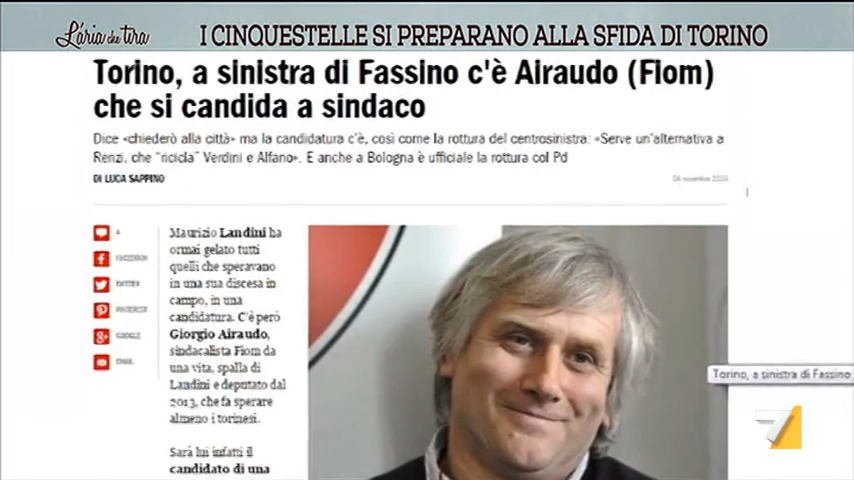 L'aria che tira
I CINQUESTELLE SI PREPARANO ALLA SFIDA DI TORINO
Torino, a sinistra di Fassino c'è Airaudo (Fiom)
che si candida a sindaco
Dice «chiederò alla città» ma la candidatura c'è, così come la rottura del centrosinistra: «Serve un'alternativa a
Renzi, che "ricicla" Verdini e Alfano». E anche a Bologna è ufficiale la rottura col Pd
DI LUCA SAPPINO
Maurizio Landini ha
ormai gelato tutti
quelli che speravano
in una sua discesa in
campo, in una
candidatura. C'è però
Giorgio Airaudo,
sindacalista Fiom da
una vita, spalla di
Landini e deputato dal
2013, che fa sperare
almeno i torinesi.
Sarà lui infatti il
candidato di una
FACEBOOK
TWITTER
PINTEREST
GOOGLE
EMAIL
Torino, a sinistra di Fassino
7